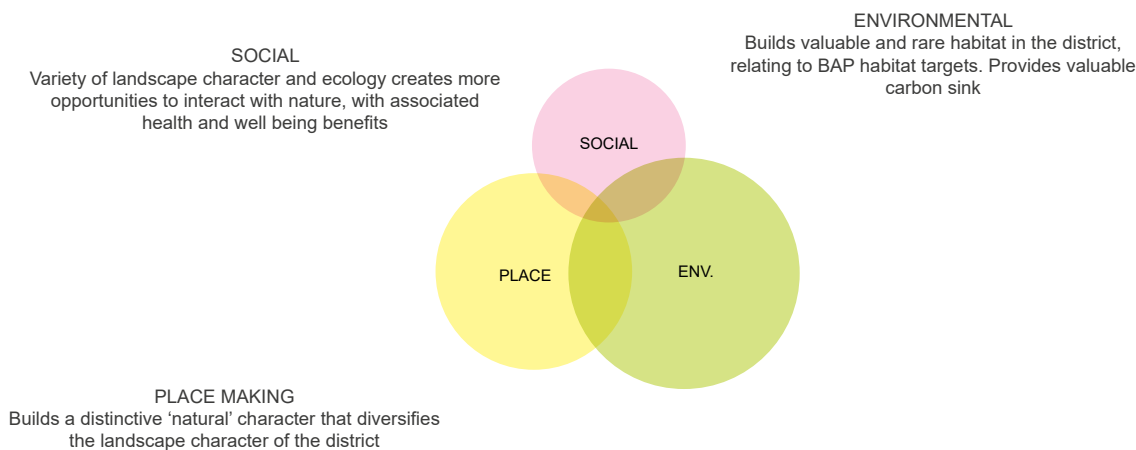 ENVIRONMENTAL
Builds valuable and rare habitat in the district,
relating to BAP habitat targets. Provides valuable
carbon sink
SOCIAL
Variety of landscape character and ecology creates more
opportunities to interact with nature, with associated
health and well being benefits
SOCIAL
PLACE
ENV.
PLACE MAKING
Builds a distinctive ‘natural’ character that diversifies
the landscape character of the district